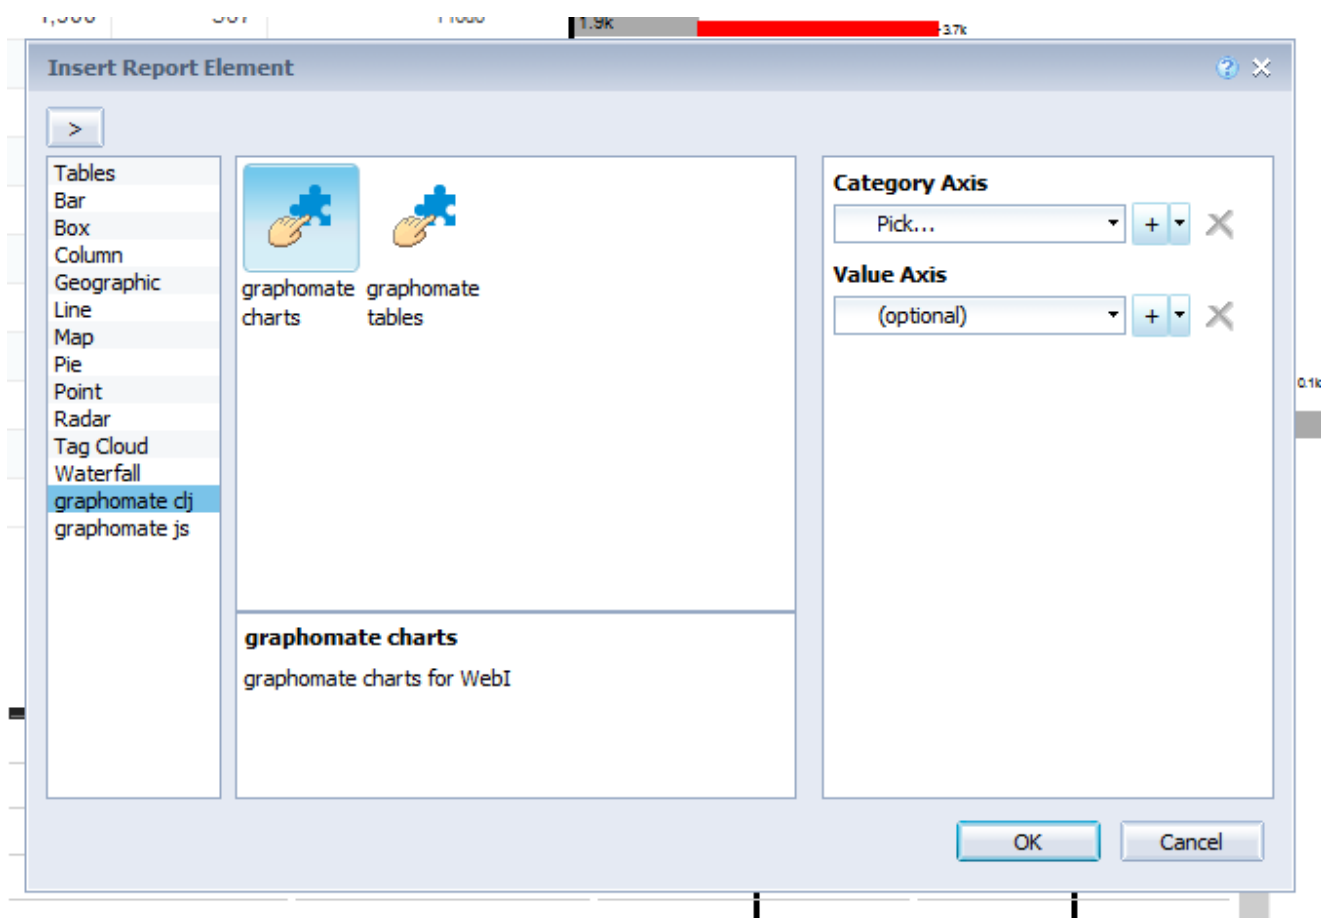 1.9k
3.7k
Insert Report Element
>
Tables
Bar
Box
Column
Geographic
Line
Map
Pie
Point
Radar
Tag Cloud
Waterfall
graphomate clj
graphomate js
graphomate charts
graphomate tables
graphomate charts
graphomate charts for WebI
Category Axis
Pick...
+
Value Axis
(optional)
+
0.1k
OK
Cancel